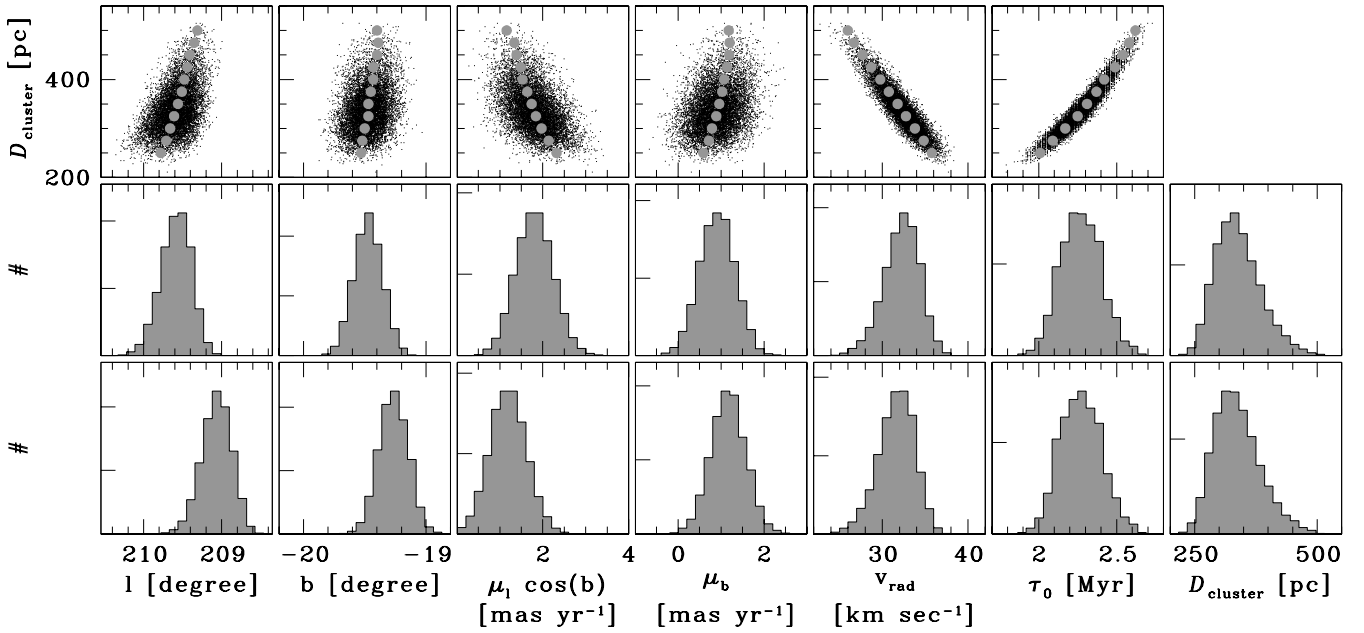 D_cluster [pc]
400
200
#
#
210 209
−20 −19
2 4
0 2
30 40
2 2.5
250 500
l [degree]
b [degree]
μ_l cos(b)
[mas yr⁻¹]
μ_b
[mas yr⁻¹]
v_rad
[km sec⁻¹]
τ_0 [Myr]
D_cluster [pc]